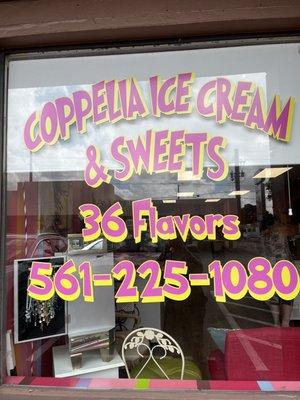 COPPELIA ICE CREAM
& SWEETS
36 Flavors
561-225-1080